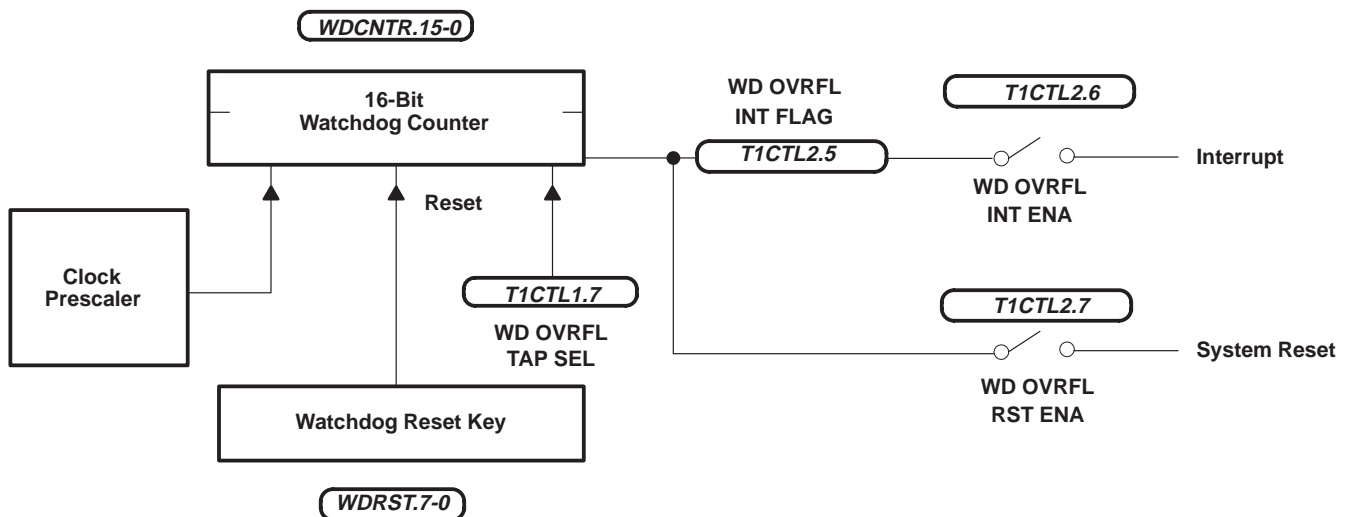 WDCNTR.15-0
16-Bit
Watchdog Counter
WD OVRFL
INT FLAG
T1CTL2.5
T1CTL2.6
WD OVRFL
INT ENA
Interrupt
Reset
Clock
Prescaler
T1CTL1.7
WD OVRFL
TAP SEL
T1CTL2.7
WD OVRFL
RST ENA
System Reset
Watchdog Reset Key
WDRST.7-0